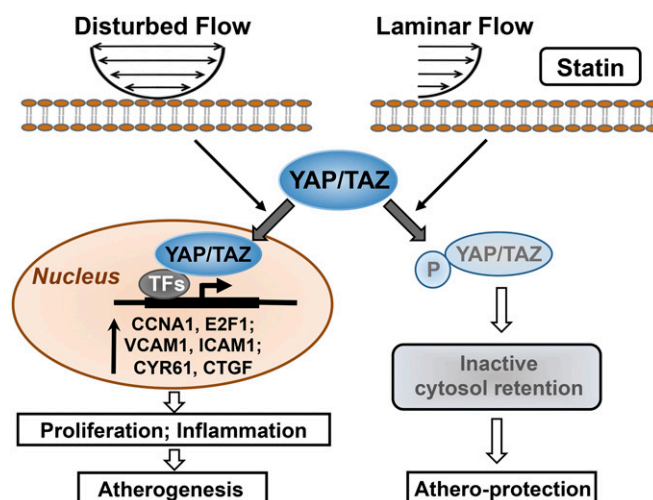 Disturbed Flow
Laminar Flow
Statin
YAP/TAZ
Nucleus
YAP/TAZ
TFs
CCNA1, E2F1;
VCAM1, ICAM1;
CYR61, CTGF
Proliferation; Inflammation
Atherogenesis
P
YAP/TAZ
Inactive
cytosol retention
Athero-protection